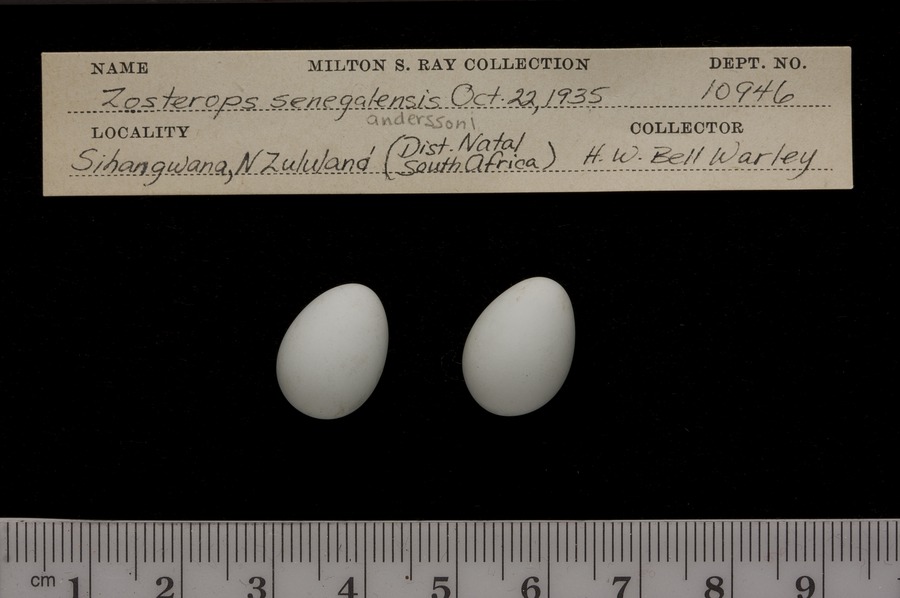 NAME MILTON S. RAY COLLECTION DEPT. NO.
Zosterops senegalensis Oct. 22, 1935 10946
anderssoni
LOCALITY COLLECTOR
Sihangwana, N Zululand (Dist. Natal South Africa) H. W. Bell Warley
cm 1 2 3 4 5 6 7 8 9